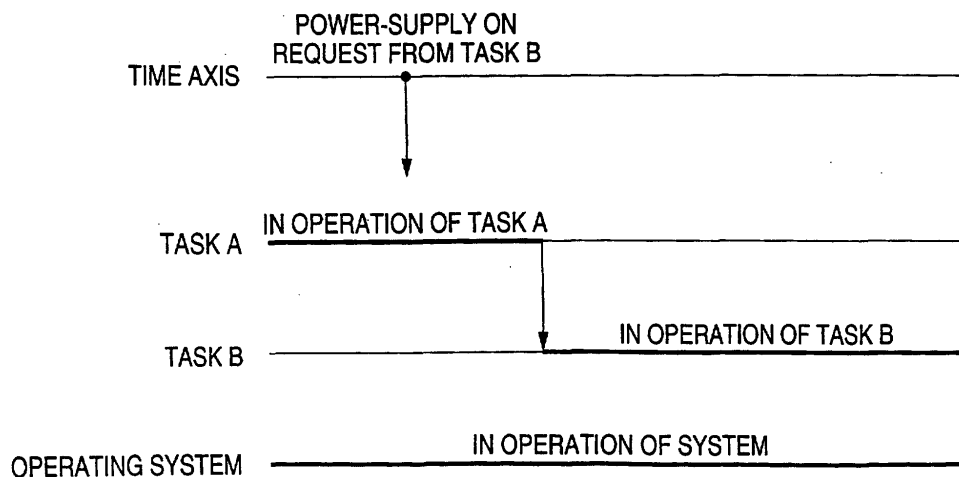 POWER-SUPPLY ON
REQUEST FROM TASK B
TIME AXIS
IN OPERATION OF TASK A
TASK A
IN OPERATION OF TASK B
TASK B
IN OPERATION OF SYSTEM
OPERATING SYSTEM